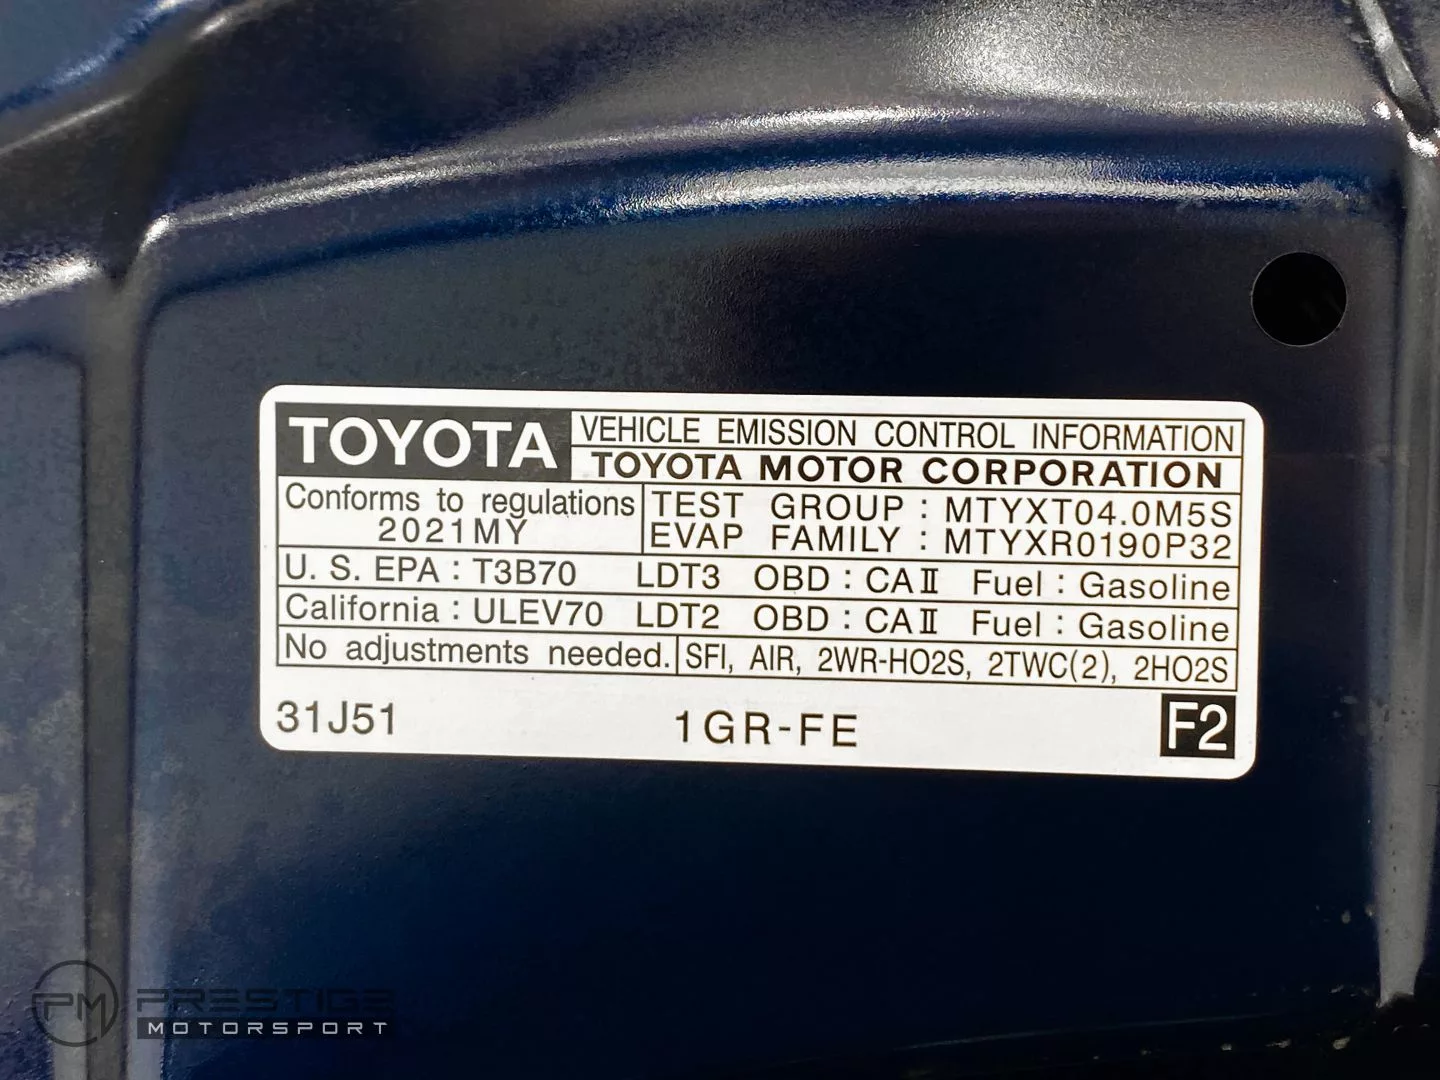 TOYOTA
VEHICLE EMISSION CONTROL INFORMATION
TOYOTA MOTOR CORPORATION
Conforms to regulations
2021MY
TEST GROUP : MTYXT04.0M5S
EVAP FAMILY : MTYXR0190P32
U. S. EPA : T3B70 LDT3 OBD : CAⅡ Fuel : Gasoline
California : ULEV70 LDT2 OBD : CAⅡ Fuel : Gasoline
No adjustments needed.
SFI, AIR, 2WR-HO2S, 2TWC(2), 2HO2S
31J51 1GR-FE F2
PM PRESTIGE
MOTORSPORT